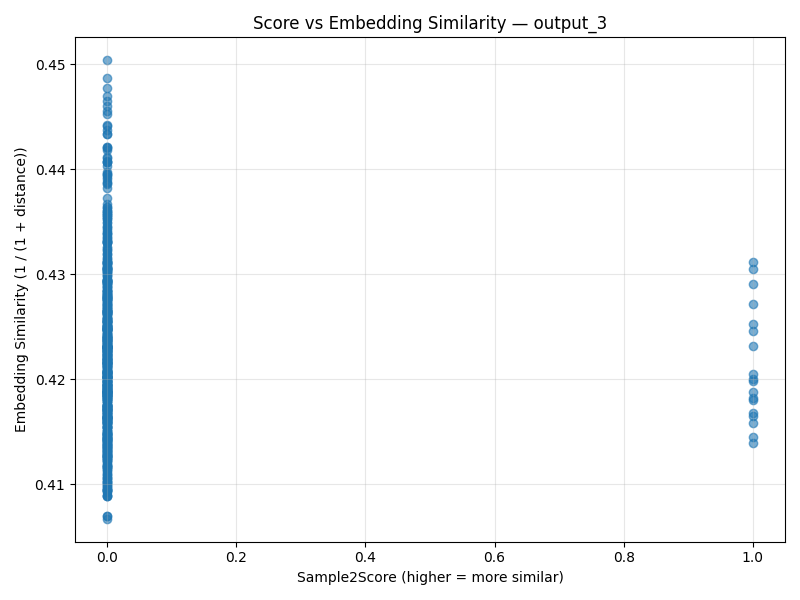 Score vs Embedding Similarity — output_3
Embedding Similarity (1 / (1 + distance))
0.45
0.44
0.43
0.42
0.41
0.0 0.2 0.4 0.6 0.8 1.0
Sample2Score (higher = more similar)